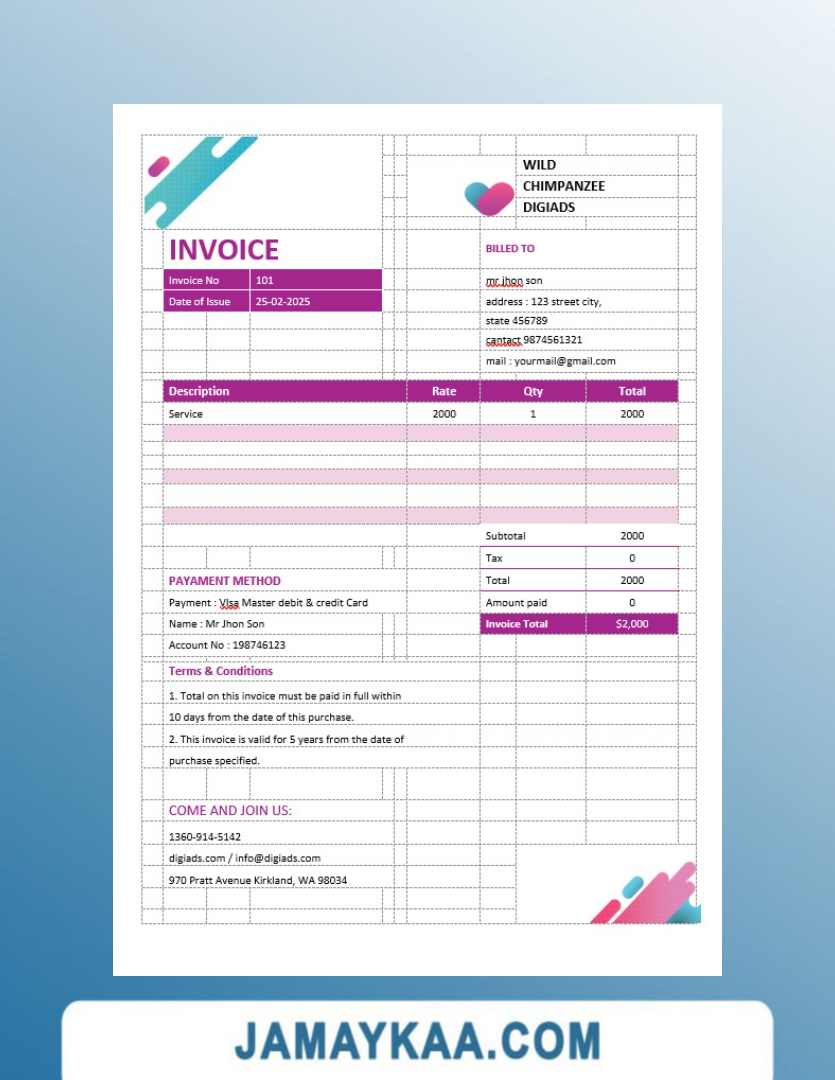 WILD
CHIMPANZEE
DIGIADS
INVOICE
BILLED TO
Invoice No 101
mr jhon son
Date of Issue 25-02-2025
address : 123 street city,
state 456789
cantact 9874561321
mail : yourmail@gmail.com
Description Rate Qty Total
Service 2000 1 2000
Subtotal 2000
Tax 0
PAYAMENT METHOD
Total 2000
Payment : VIsa Master debit & credit Card
Amount paid 0
Name : Mr Jhon Son
Invoice Total $2,000
Account No : 198746123
Terms & Conditions
1. Total on this invoice must be paid in full within
10 days from the date of this purchase.
2. This invoice is valid for 5 years from the date of
purchase specified.
COME AND JOIN US:
1360-914-5142
digiads.com / info@digiads.com
970 Pratt Avenue Kirkland, WA 98034
JAMAYKAA.COM